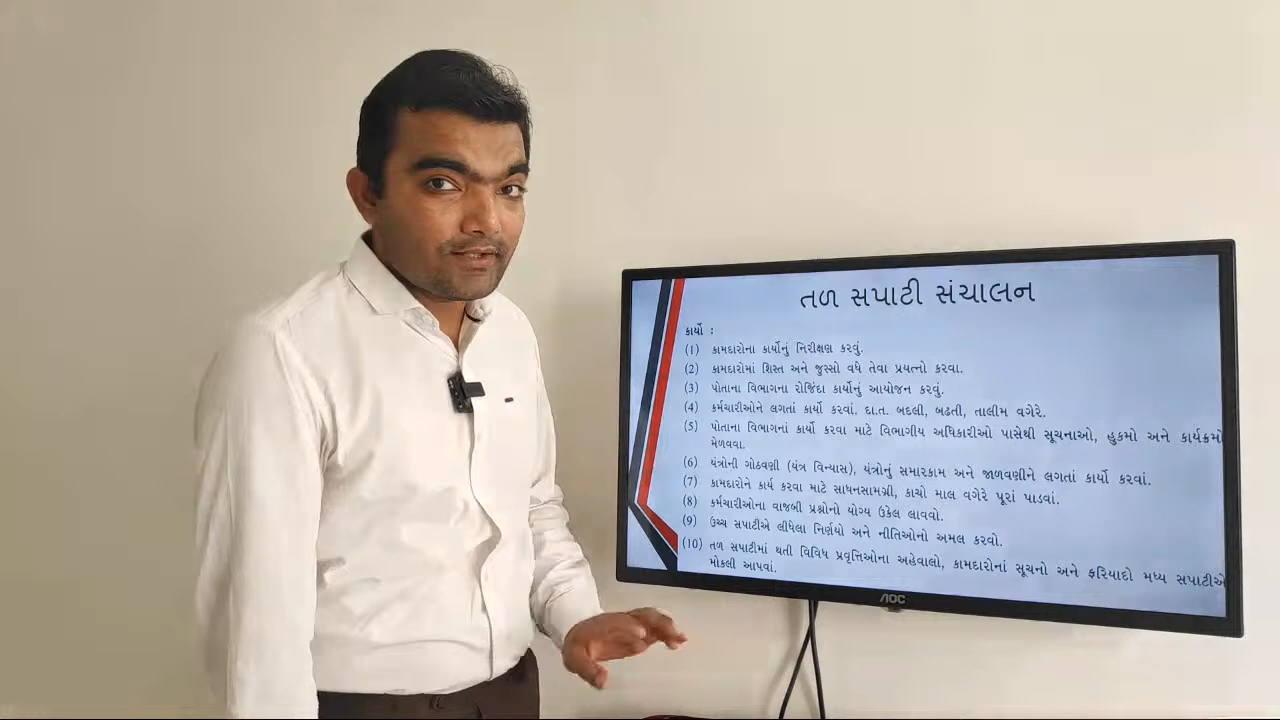 તળ સપાટી સંચાલન
કાર્યો :
(1) કામદારોના કાર્યોનું નિરીક્ષણ કરવું.
(2) કામદારોમાં શિસ્ત અને જુસ્સો વધે તેવા પ્રયત્નો કરવા.
(3) પોતાના વિભાગના રોજિંદા કાર્યોનું આયોજન કરવું.
(4) કર્મચારીઓને લગતાં કાર્યો કરવાં. દા.ત. બદલી, બઢતી, તાલીમ વગેરે.
(5) પોતાના વિભાગનાં કાર્યો કરવા માટે વિભાગીય અધિકારીઓ પાસેથી સૂચનાઓ, હુકમો અને કાર્યક્રમો
મેળવવા.
(6) યંત્રોની ગોઠવણી (યંત્ર વિન્યાસ), યંત્રોનું સમારકામ અને જાળવણીને લગતાં કાર્યો કરવાં.
(7) કામદારોને કાર્ય કરવા માટે સાધનસામગ્રી, કાચો માલ વગેરે પૂરાં પાડવાં.
(8) કર્મચારીઓના વાજબી પ્રશ્નોનો યોગ્ય ઉકેલ લાવવો.
(9) ઉચ્ચ સપાટીએ લીધેલા નિર્ણયો અને નીતિઓનો અમલ કરવો.
(10) તળ સપાટીમાં થતી વિવિધ પ્રવૃત્તિઓના અહેવાલો, કામદારોનાં સૂચનો અને ફરિયાદો મધ્ય સપાટીએ
મોકલી આપવાં.
AOC